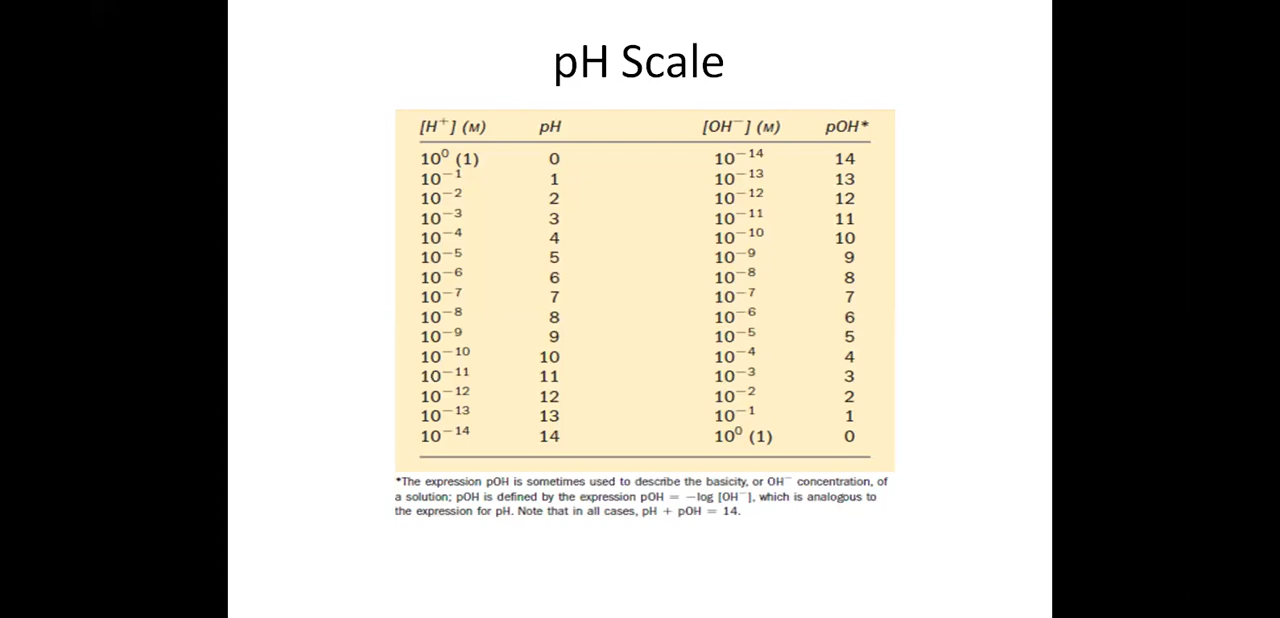 pH Scale
[H⁺] (M) pH [OH⁻] (M) pOH*
10⁰ (1) 0 10⁻¹⁴ 14
10⁻¹ 1 10⁻¹³ 13
10⁻² 2 10⁻¹² 12
10⁻³ 3 10⁻¹¹ 11
10⁻⁴ 4 10⁻¹⁰ 10
10⁻⁵ 5 10⁻⁹ 9
10⁻⁶ 6 10⁻⁸ 8
10⁻⁷ 7 10⁻⁷ 7
10⁻⁸ 8 10⁻⁶ 6
10⁻⁹ 9 10⁻⁵ 5
10⁻¹⁰ 10 10⁻⁴ 4
10⁻¹¹ 11 10⁻³ 3
10⁻¹² 12 10⁻² 2
10⁻¹³ 13 10⁻¹ 1
10⁻¹⁴ 14 10⁰ (1) 0
*The expression pOH is sometimes used to describe the basicity, or OH⁻ concentration, of
a solution; pOH is defined by the expression pOH = −log [OH⁻], which is analogous to
the expression for pH. Note that in all cases, pH + pOH = 14.